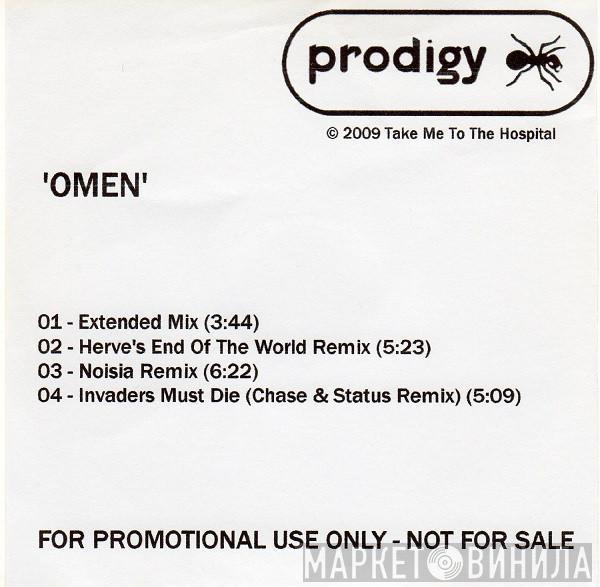 prodigy
© 2009 Take Me To The Hospital
'OMEN'
01 - Extended Mix (3:44)
02 - Herve's End Of The World Remix (5:23)
03 - Noisia Remix (6:22)
04 - Invaders Must Die (Chase & Status Remix) (5:09)
FOR PROMOTIONAL USE ONLY - NOT FOR SALE
МАРКЕТ ВИНИЛА